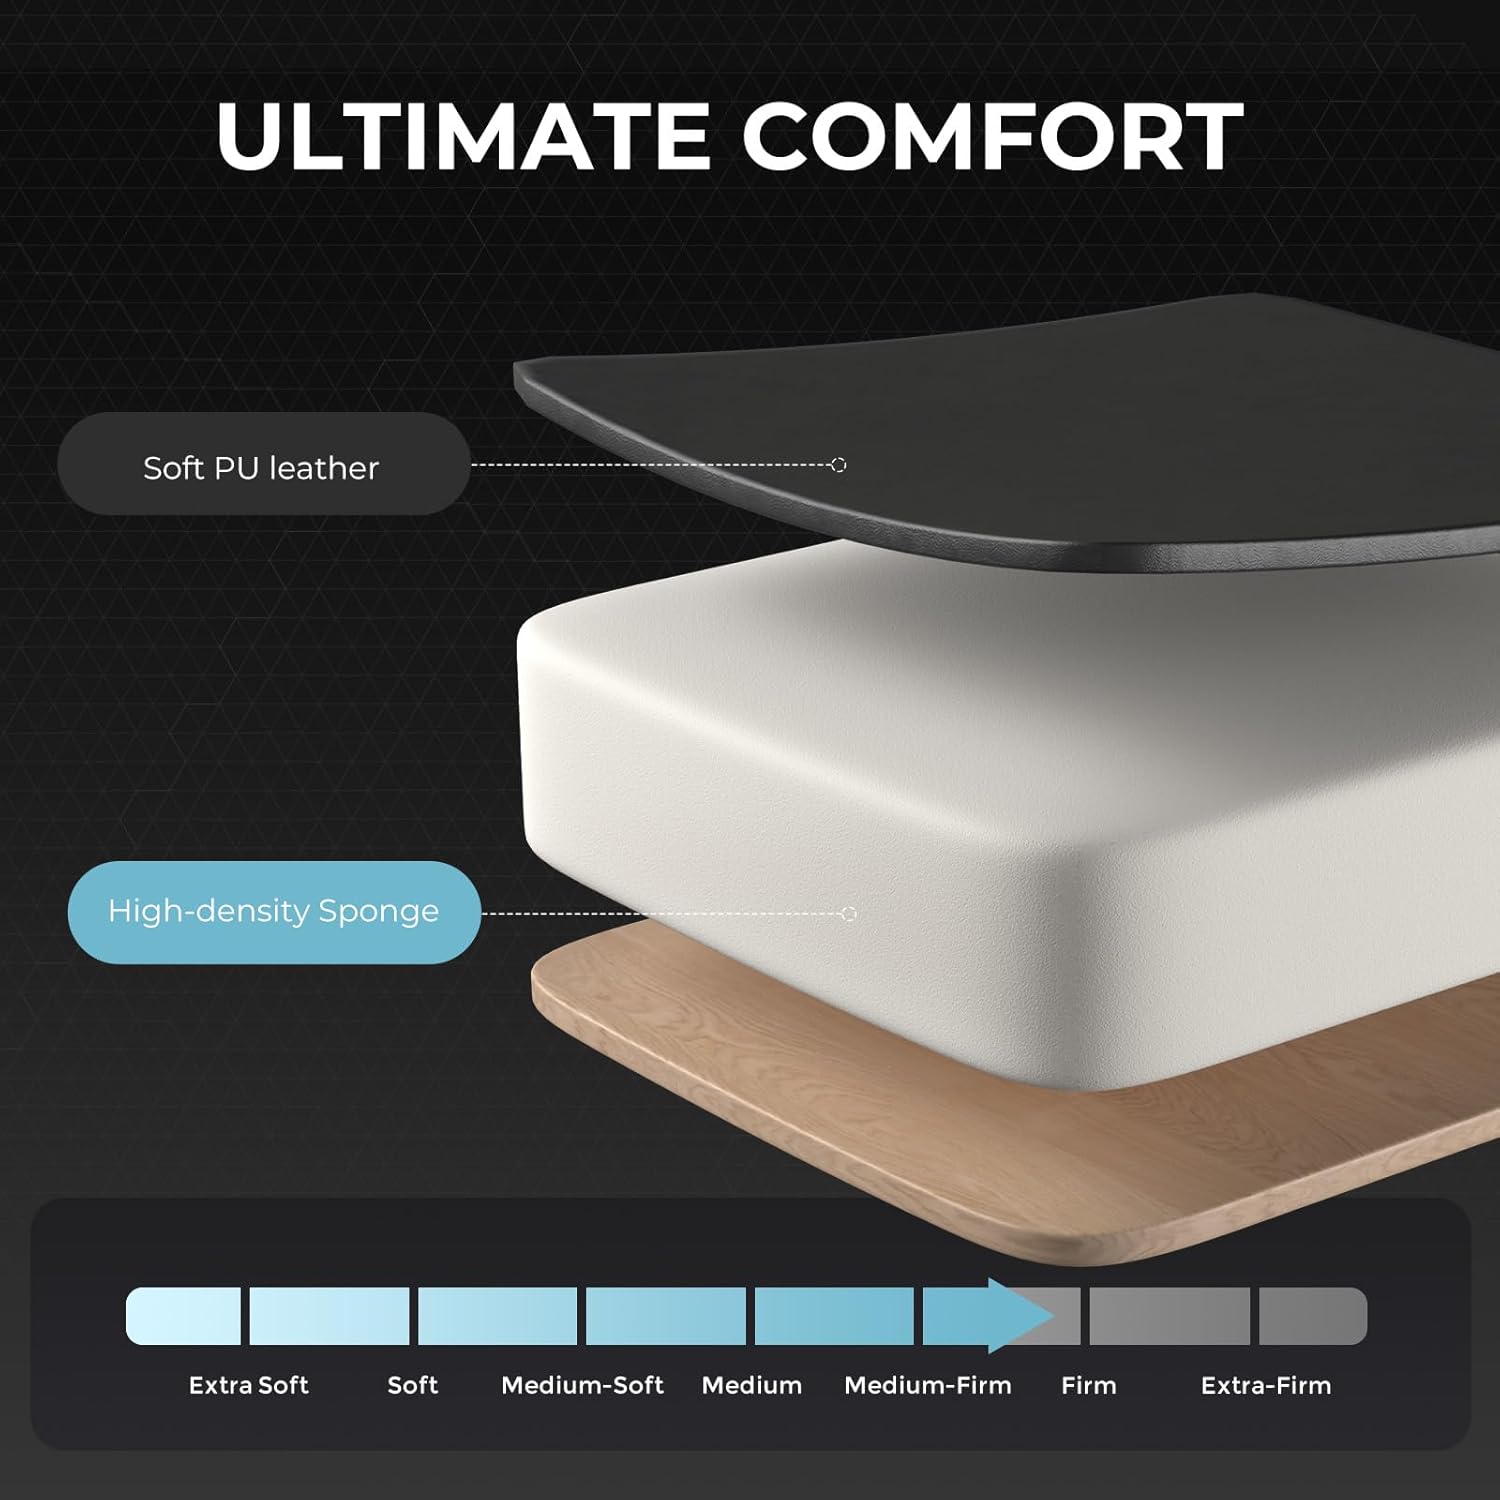 ULTIMATE COMFORT
Soft PU leather
High-density Sponge
Extra Soft
Soft
Medium-Soft
Medium
Medium-Firm
Firm
Extra-Firm